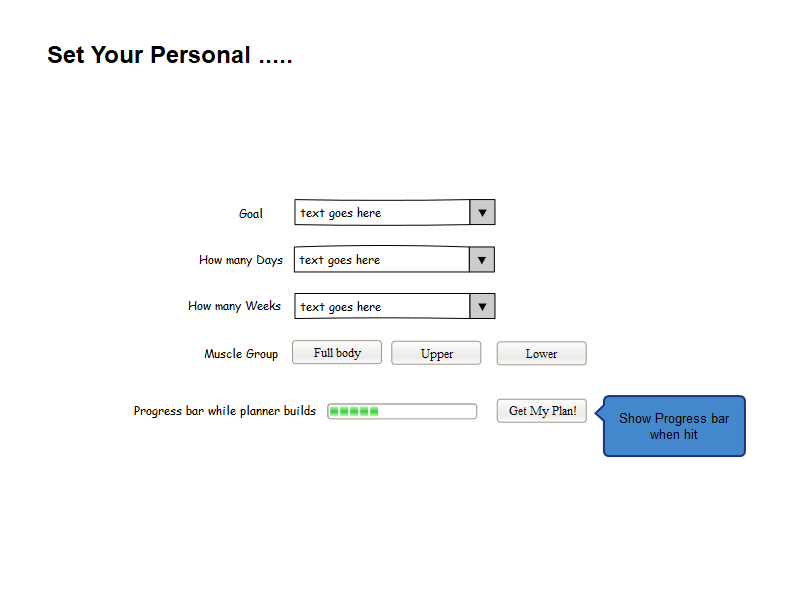 Set Your Personal .....
Goal
text goes here
How many Days
text goes here
How many Weeks
text goes here
Muscle Group
Full body
Upper
Lower
Progress bar while planner builds
Get My Plan!
Show Progress bar
when hit